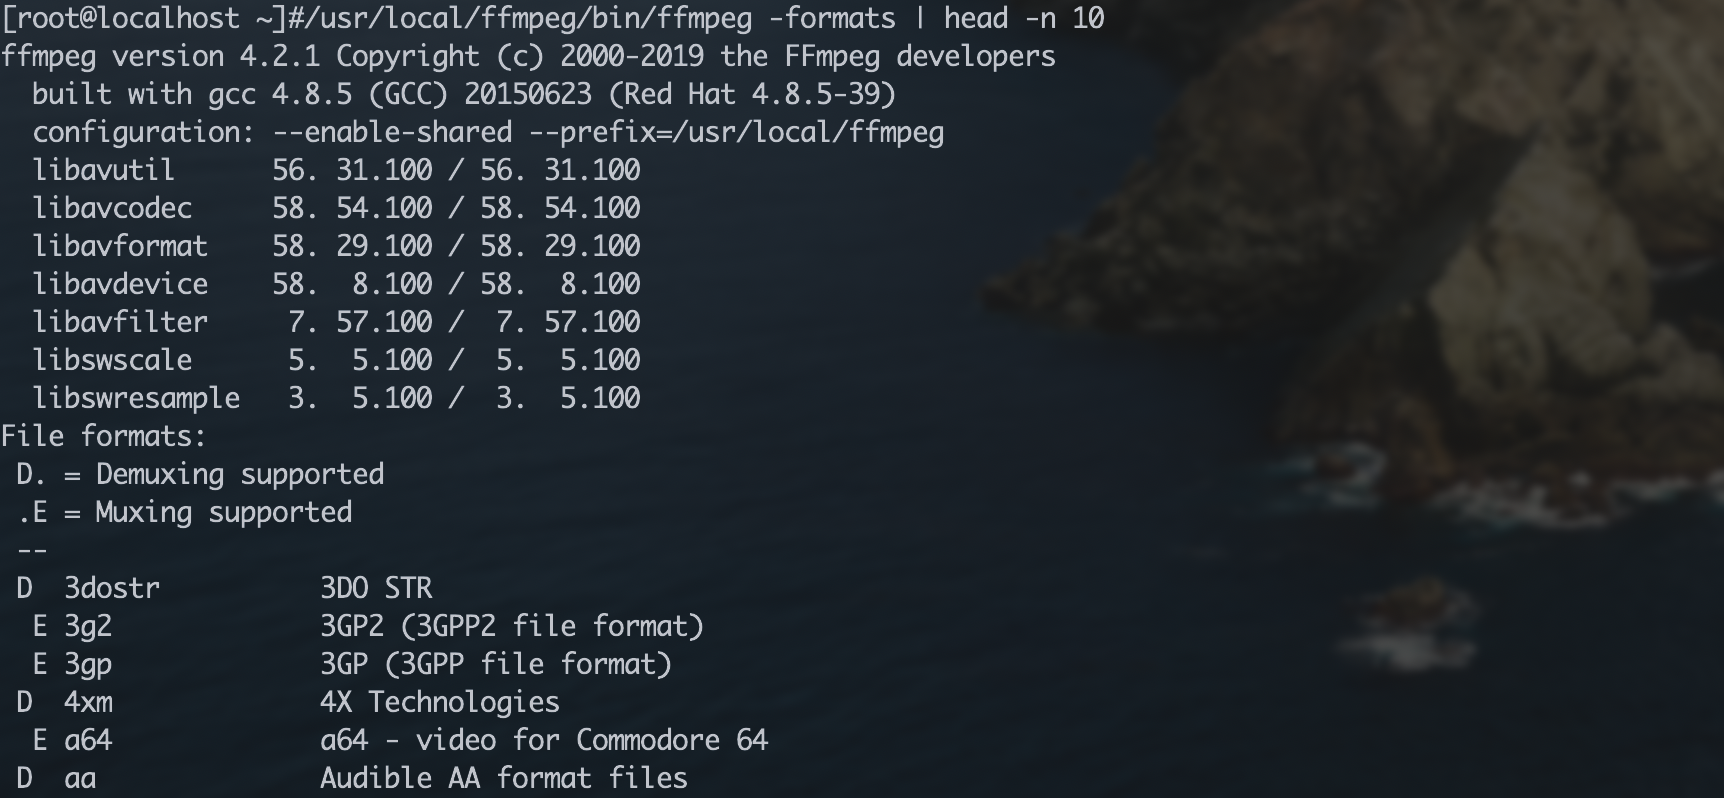 [root@localhost ~]#/usr/local/ffmpeg/bin/ffmpeg -formats | head -n 10
ffmpeg version 4.2.1 Copyright (c) 2000-2019 the FFmpeg developers
  built with gcc 4.8.5 (GCC) 20150623 (Red Hat 4.8.5-39)
  configuration: --enable-shared --prefix=/usr/local/ffmpeg
  libavutil      56. 31.100 / 56. 31.100
  libavcodec     58. 54.100 / 58. 54.100
  libavformat    58. 29.100 / 58. 29.100
  libavdevice    58.  8.100 / 58.  8.100
  libavfilter     7. 57.100 /  7. 57.100
  libswscale      5.  5.100 /  5.  5.100
  libswresample   3.  5.100 /  3.  5.100
File formats:
 D. = Demuxing supported
 .E = Muxing supported
 --
 D  3dostr          3DO STR
  E 3g2             3GP2 (3GPP2 file format)
  E 3gp             3GP (3GPP file format)
 D  4xm             4X Technologies
  E a64             a64 - video for Commodore 64
 D  aa              Audible AA format files